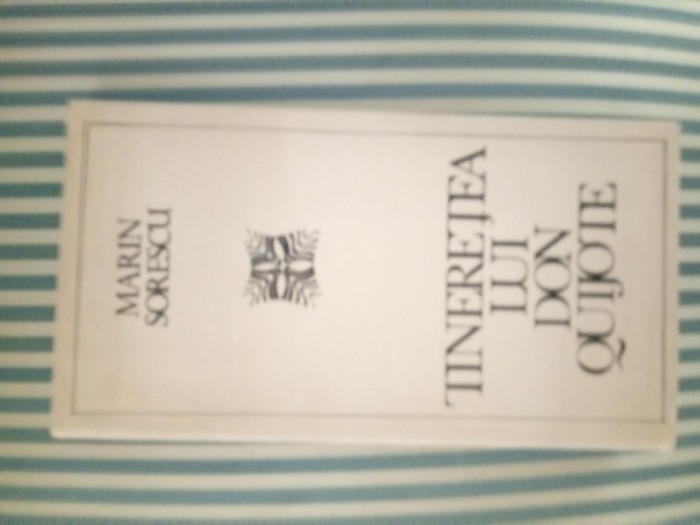 MARIN
SORESCU
TINEREȚEA
LUI
DON
QUIJOTE